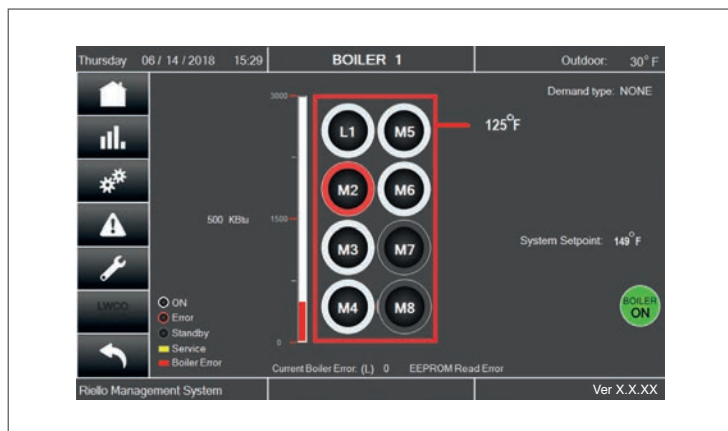 Thursday 06 / 14 / 2018 15:29 BOILER 1 Outdoor: 30°F
Demand type: NONE
3000
L1 M5
125°F
M2 M6
500 KBtu 1500
M3 M7
System Setpoint: 149°F
LWCO
M4 M8
BOILER
ON
ON
Error
Standby
Service
0
Boiler Error
Current Boiler Error: (L) 0 EEPROM Read Error
Riello Management System Ver X.X.XX